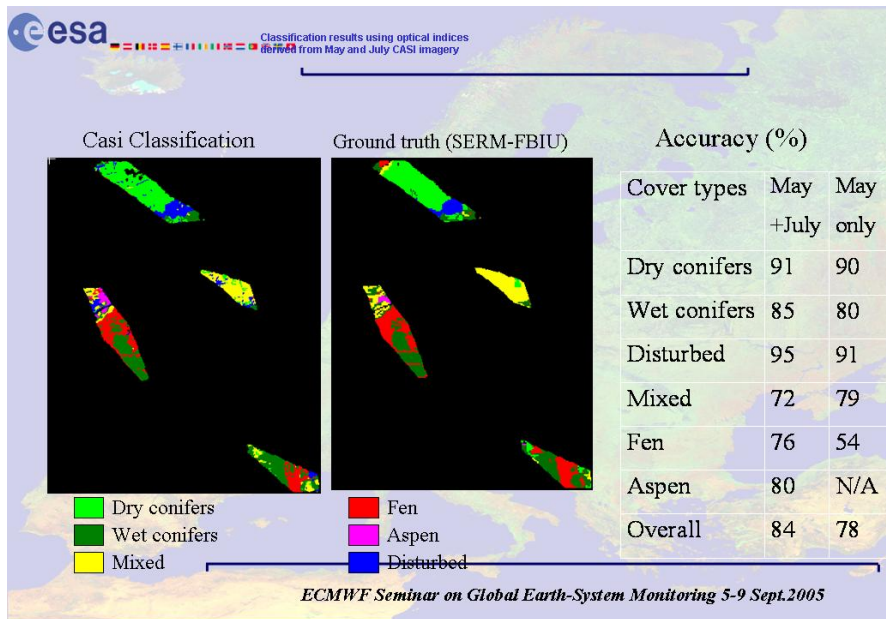 esa
Classification results using optical indices
derived from May and July CASI imagery
Casi Classification
Ground truth (SERM-FBIU)
Accuracy (%)
Cover types May +July May only
Dry conifers 91 90
Wet conifers 85 80
Disturbed 95 91
Mixed 72 79
Fen 76 54
Aspen 80 N/A
Overall 84 78
Dry conifers
Wet conifers
Mixed
Fen
Aspen
Disturbed
ECMWF Seminar on Global Earth-System Monitoring 5-9 Sept.2005